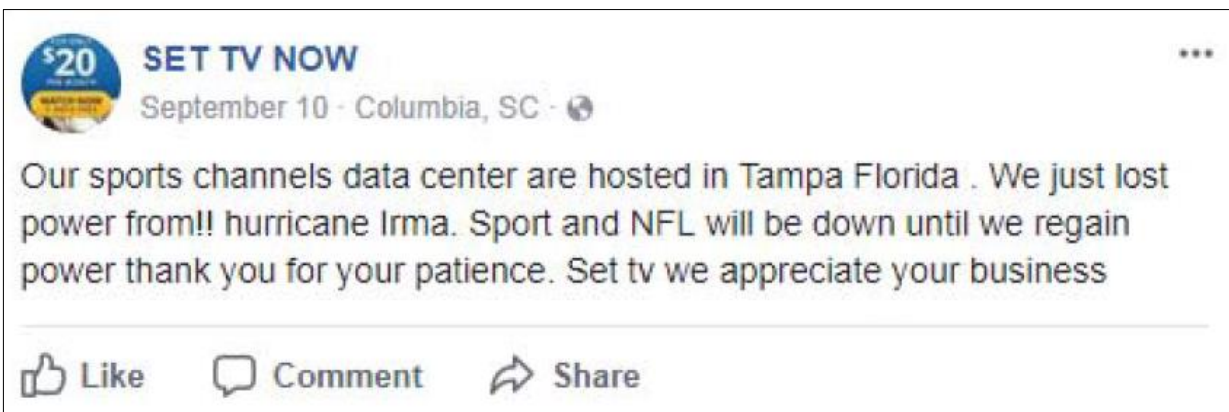 $20
SET TV NOW
September 10 · Columbia, SC ·
Our sports channels data center are hosted in Tampa Florida . We just lost
power from!! hurricane Irma. Sport and NFL will be down until we regain
power thank you for your patience. Set tv we appreciate your business
Like Comment Share